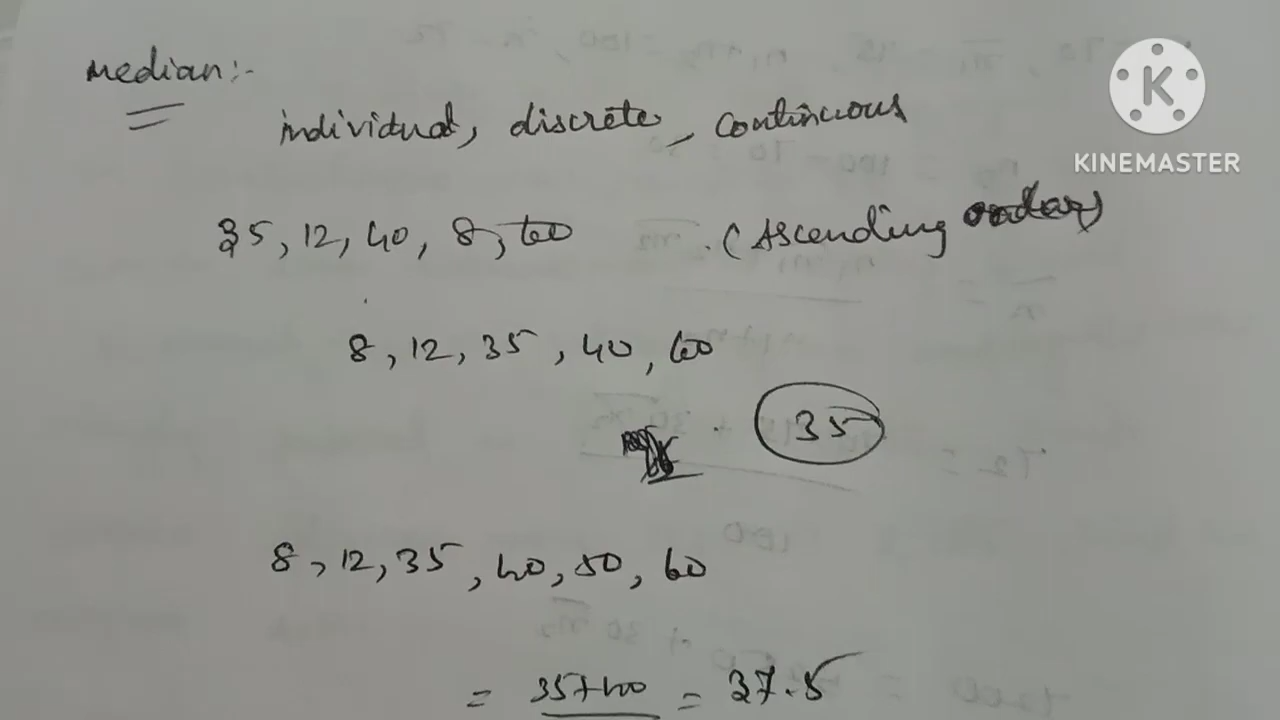 Median:-
individual, discrete, continuous
KINEMASTER
35, 12, 40, 8, 60 (Ascending order)
8, 12, 35, 40, 60
35
8, 12, 35, 40, 50, 60
= 35+40 = 37.5